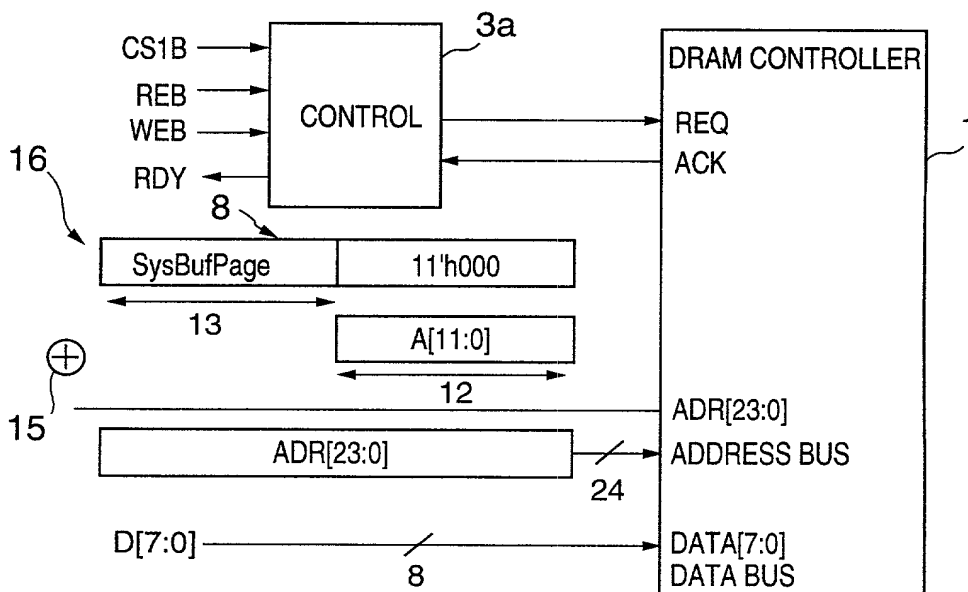 3a
CS1B
REB
WEB
RDY
CONTROL
DRAM CONTROLLER
REQ
ACK
16
8
SysBufPage
11'h000
13
A[11:0]
12
15
ADR[23:0]
ADR[23:0]
24
ADDRESS BUS
D[7:0]
8
DATA[7:0]
DATA BUS